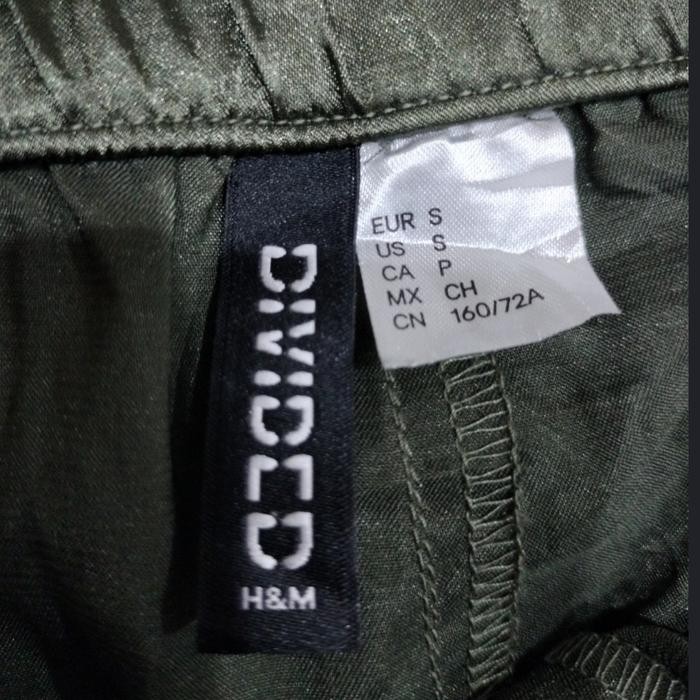 DIVIDED
H&M
EUR S
US S
CA P
MX CH
CN 160/72A